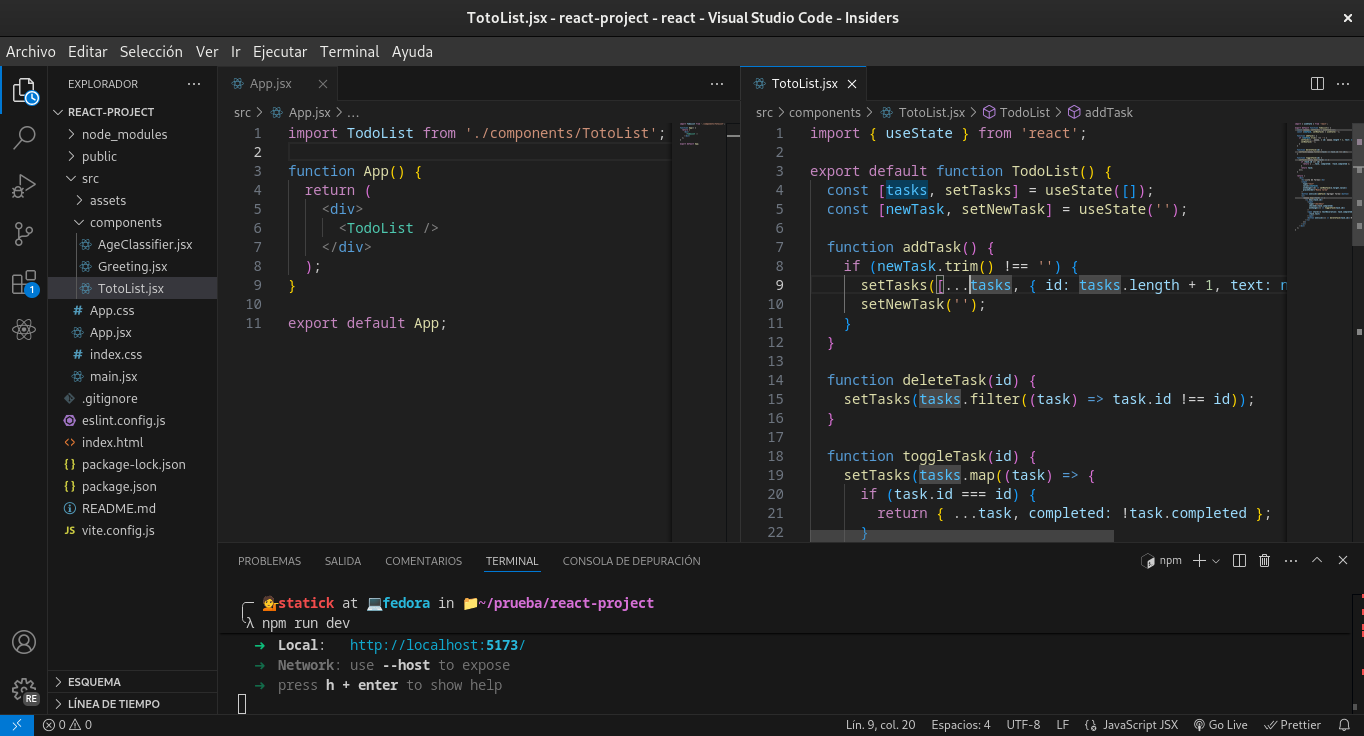 TotoList.jsx - react-project - react - Visual Studio Code - Insiders
Archivo Editar Selección Ver Ir Ejecutar Terminal Ayuda
EXPLORADOR
REACT-PROJECT
node_modules
public
src
assets
components
AgeClassifier.jsx
Greeting.jsx
TotoList.jsx
App.css
App.jsx
index.css
main.jsx
.gitignore
eslint.config.js
index.html
package-lock.json
package.json
README.md
vite.config.js
ESQUEMA
LÍNEA DE TIEMPO
1
RE
App.jsx
src > App.jsx > ...
1 import TodoList from './components/TotoList';
2
3 function App() {
4 return (
5 <div>
6 <TodoList />
7 </div>
8 );
9 }
10
11 export default App;
TotoList.jsx
src > components > TotoList.jsx > TodoList > addTask
1 import { useState } from 'react';
2
3 export default function TodoList() {
4 const [tasks, setTasks] = useState([]);
5 const [newTask, setNewTask] = useState('');
6
7 function addTask() {
8 if (newTask.trim() !== '') {
9 setTasks([...tasks, { id: tasks.length + 1, text: n
10 setNewTask('');
11 }
12 }
13
14 function deleteTask(id) {
15 setTasks(tasks.filter((task) => task.id !== id));
16 }
17
18 function toggleTask(id) {
19 setTasks(tasks.map((task) => {
20 if (task.id === id) {
21 return { ...task, completed: !task.completed };
22 }
PROBLEMAS SALIDA COMENTARIOS TERMINAL CONSOLA DE DEPURACIÓN
npm
statick at fedora in ~/prueba/react-project
λ npm run dev
➜ Local: http://localhost:5173/
➜ Network: use --host to expose
➜ press h + enter to show help
0 0
Lín. 9, col. 20 Espacios: 4 UTF-8 LF {} JavaScript JSX Go Live Prettier